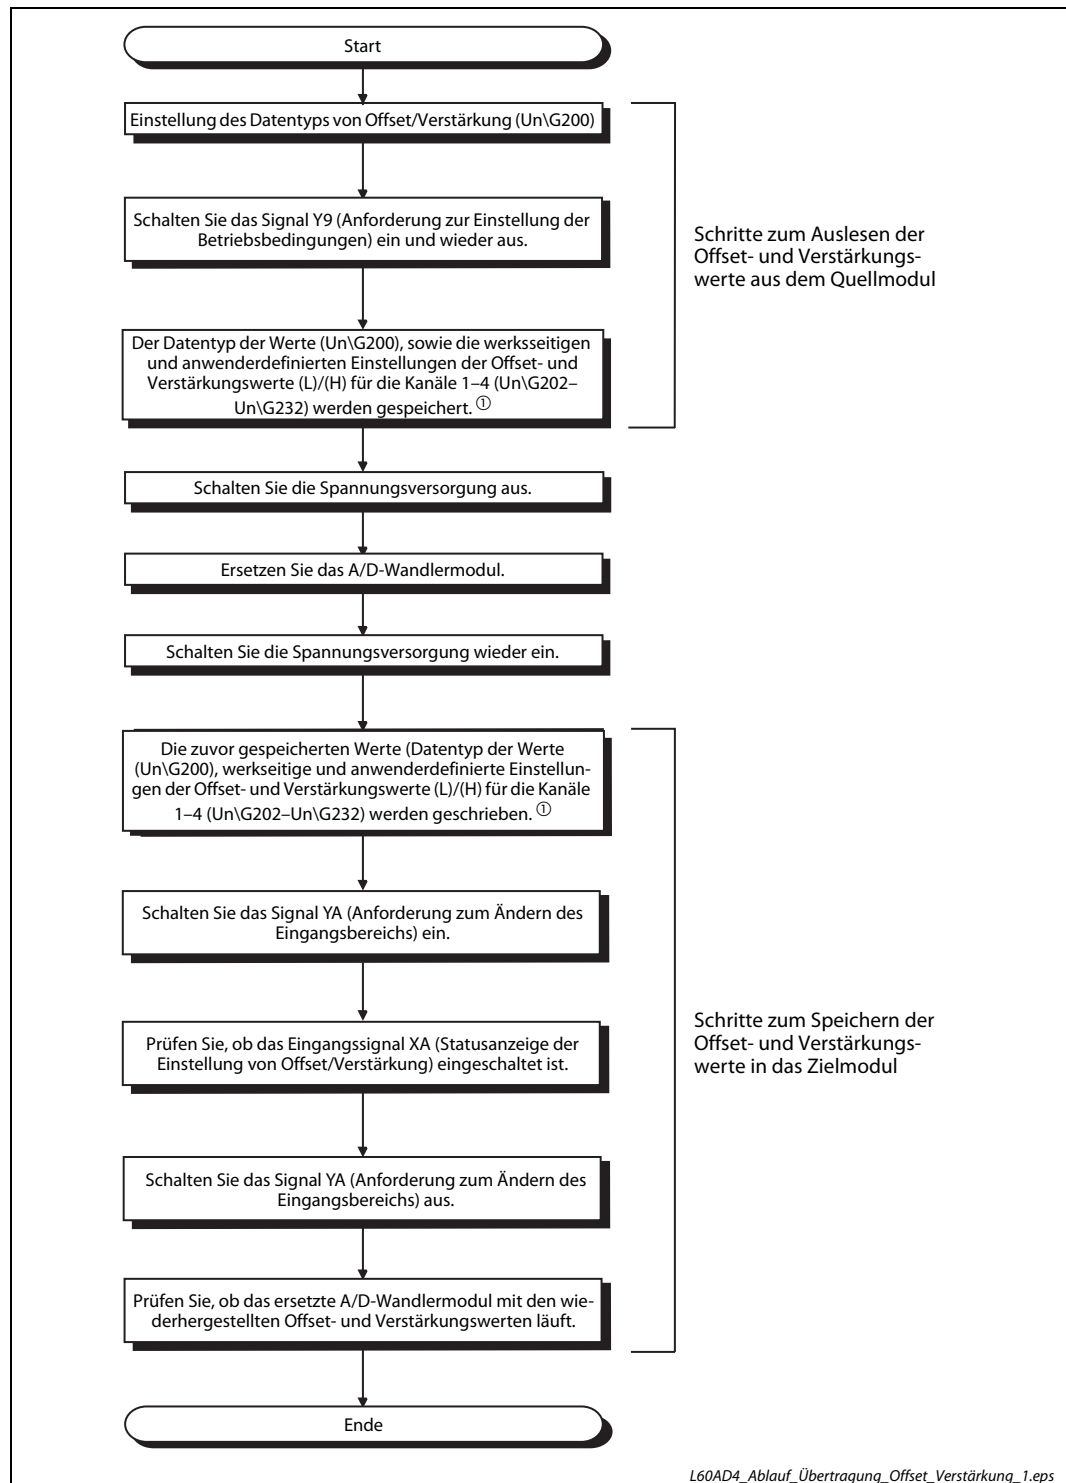 Start
Einstellung des Datentyps von Offset/Verstärkung (Un\G200)
Schalten Sie das Signal Y9 (Anforderung zur Einstellung der
Betriebsbedingungen) ein und wieder aus.
Der Datentyp der Werte (Un\G200), sowie die werksseitigen
und anwenderdefinierten Einstellungen der Offset- und
Verstärkungswerte (L)/(H) für die Kanäle 1–4 (Un\G202–
Un\G232) werden gespeichert. ①
Schritte zum Auslesen der
Offset- und Verstärkungs-
werte aus dem Quellmodul
Schalten Sie die Spannungsversorgung aus.
Ersetzen Sie das A/D-Wandlermodul.
Schalten Sie die Spannungsversorgung wieder ein.
Die zuvor gespeicherten Werte (Datentyp der Werte
(Un\G200), werkseitige und anwenderdefinierte Einstellun-
gen der Offset- und Verstärkungswerte (L)/(H) für die Kanäle
1–4 (Un\G202–Un\G232) werden geschrieben. ①
Schalten Sie das Signal YA (Anforderung zum Ändern des
Eingangsbereichs) ein.
Prüfen Sie, ob das Eingangssignal XA (Statusanzeige der
Einstellung von Offset/Verstärkung) eingeschaltet ist.
Schritte zum Speichern der
Offset- und Verstärkungs-
werte in das Zielmodul
Schalten Sie das Signal YA (Anforderung zum Ändern des
Eingangsbereichs) aus.
Prüfen Sie, ob das ersetzte A/D-Wandlermodul mit den wie-
derhergestellten Offset- und Verstärkungswerten läuft.
Ende
L60AD4_Ablauf_Übertragung_Offset_Verstärkung_1.eps